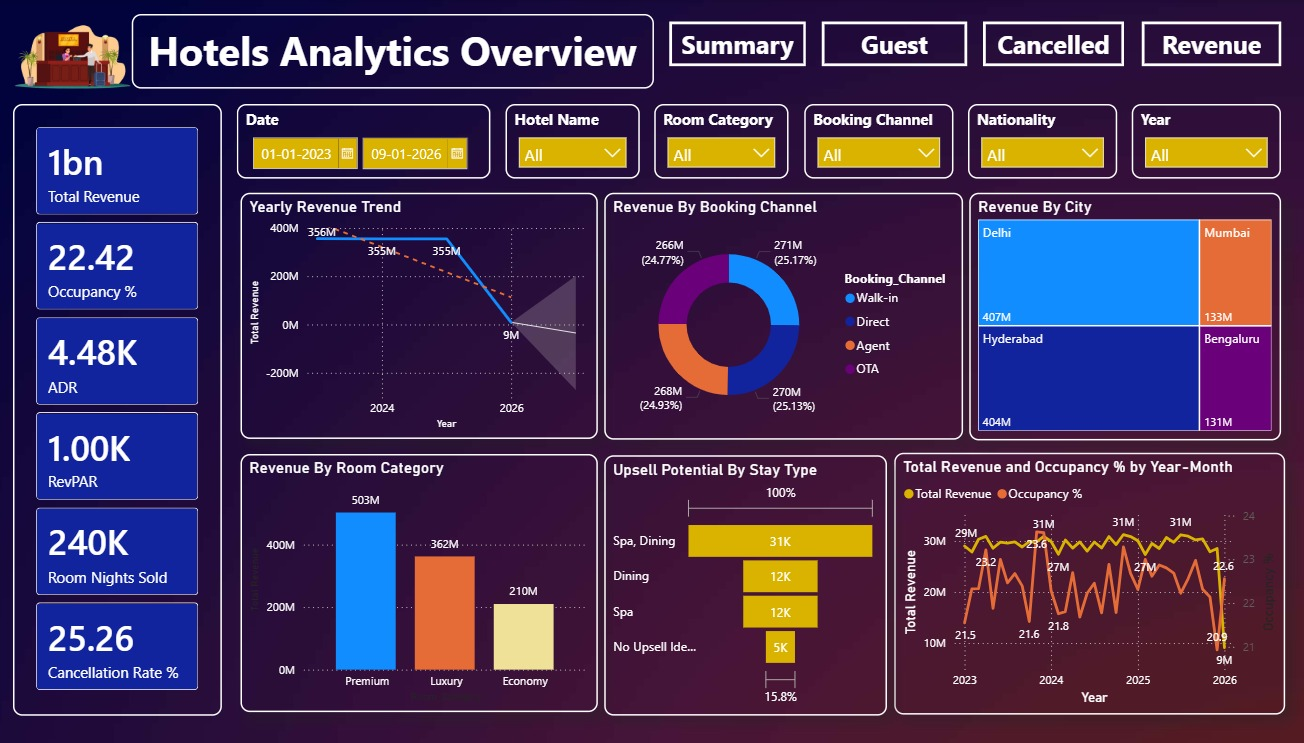 Hotels Analytics Overview
Summary
Guest
Cancelled
Revenue
1bn
Total Revenue
22.42
Occupancy %
4.48K
ADR
1.00K
RevPAR
240K
Room Nights Sold
25.26
Cancellation Rate %
Date
01-01-2023
09-01-2026
Hotel Name
All
Room Category
All
Booking Channel
All
Nationality
All
Year
All
Yearly Revenue Trend
400M
200M
0M
-200M
Total Revenue
356M
355M
355M
9M
2024
2026
Year
Revenue By Booking Channel
266M
(24.77%)
271M
(25.17%)
268M
(24.93%)
270M
(25.13%)
Booking_Channel
Walk-in
Direct
Agent
OTA
Revenue By City
Delhi
407M
Mumbai
133M
Hyderabad
404M
Bengaluru
131M
Revenue By Room Category
Total Revenue
400M
200M
0M
503M
362M
210M
Premium
Luxury
Economy
Upsell Potential By Stay Type
100%
Spa, Dining
31K
Dining
12K
Spa
12K
No Upsell Ide...
5K
15.8%
Total Revenue and Occupancy % by Year-Month
Total Revenue
Occupancy %
Total Revenue
30M
20M
10M
29M
23.2
21.5
31M
23.6
21.6
27M
21.8
31M
27M
31M
22.6
20.9
9M
24
23
22
21
Occupancy %
2023
2024
2025
2026
Year